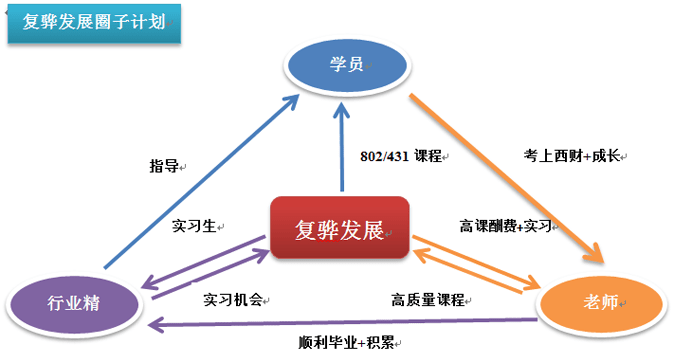 复骅发展圈子计划
学员
指导
802/431 课程
考上西财+成长
实习生
复骅发展
高课酬费+实习
行业精
实习机会
高质量课程
老师
顺利毕业+积累